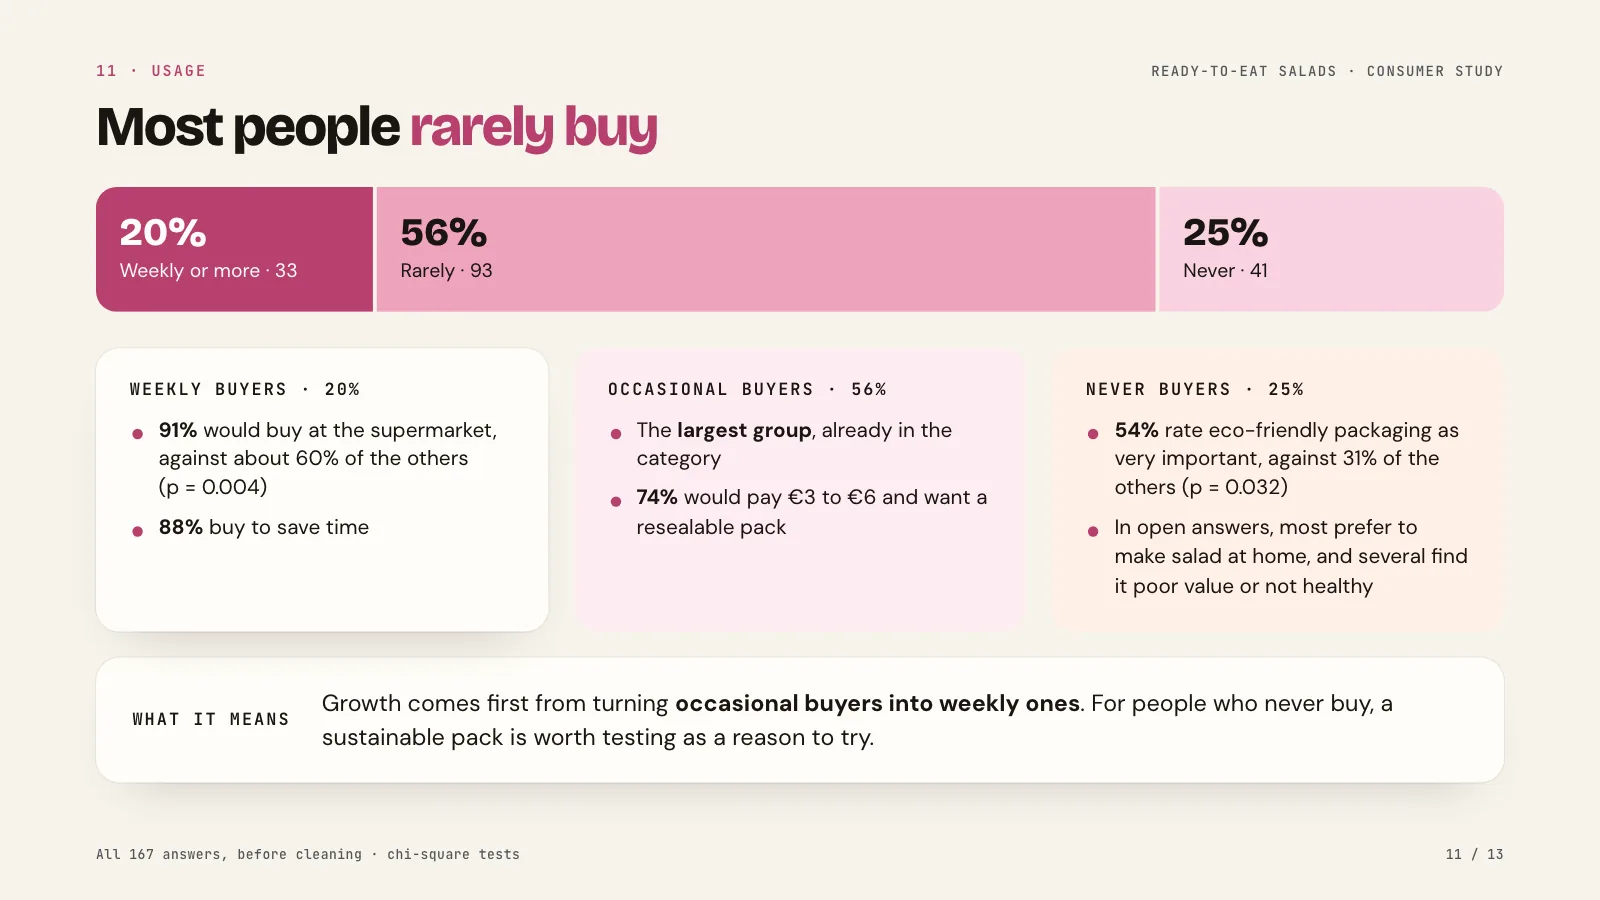 11 · USAGE
READY-TO-EAT SALADS · CONSUMER STUDY
Most people rarely buy
20%
Weekly or more · 33
56%
Rarely · 93
25%
Never · 41
WEEKLY BUYERS · 20%
91% would buy at the supermarket,
against about 60% of the others
(p = 0.004)
88% buy to save time
OCCASIONAL BUYERS · 56%
The largest group, already in the
category
74% would pay €3 to €6 and want a
resealable pack
NEVER BUYERS · 25%
54% rate eco-friendly packaging as
very important, against 31% of the
others (p = 0.032)
In open answers, most prefer to
make salad at home, and several find
it poor value or not healthy
WHAT IT MEANS
Growth comes first from turning occasional buyers into weekly ones. For people who never buy, a
sustainable pack is worth testing as a reason to try.
All 167 answers, before cleaning · chi-square tests
11 / 13